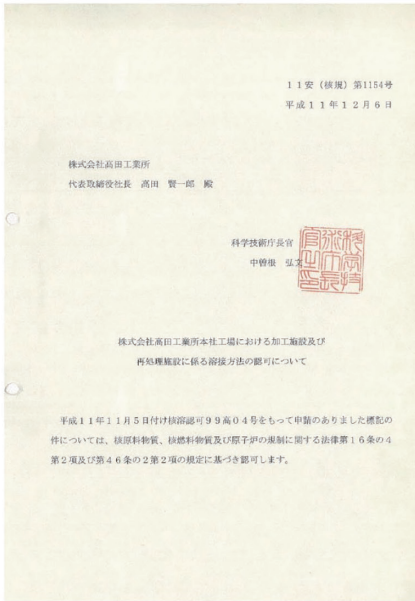 11安(核規)第1154号
平成11年12月6日
株式会社高田工業所
代表取締役社長 高田 賢一郎 殿
科学技術庁長官
中曽根 弘文
科学技術庁長官之印
株式会社高田工業所本社工場における加工施設及び
再処理施設に係る溶接方法の認可について
平成11年11月5日付け核溶認可99高04号をもって申請のありました標記の
件については、核原料物質、核燃料物質及び原子炉の規制に関する法律第16条の4
第2項及び第46条の2第2項の規定に基づき認可します。